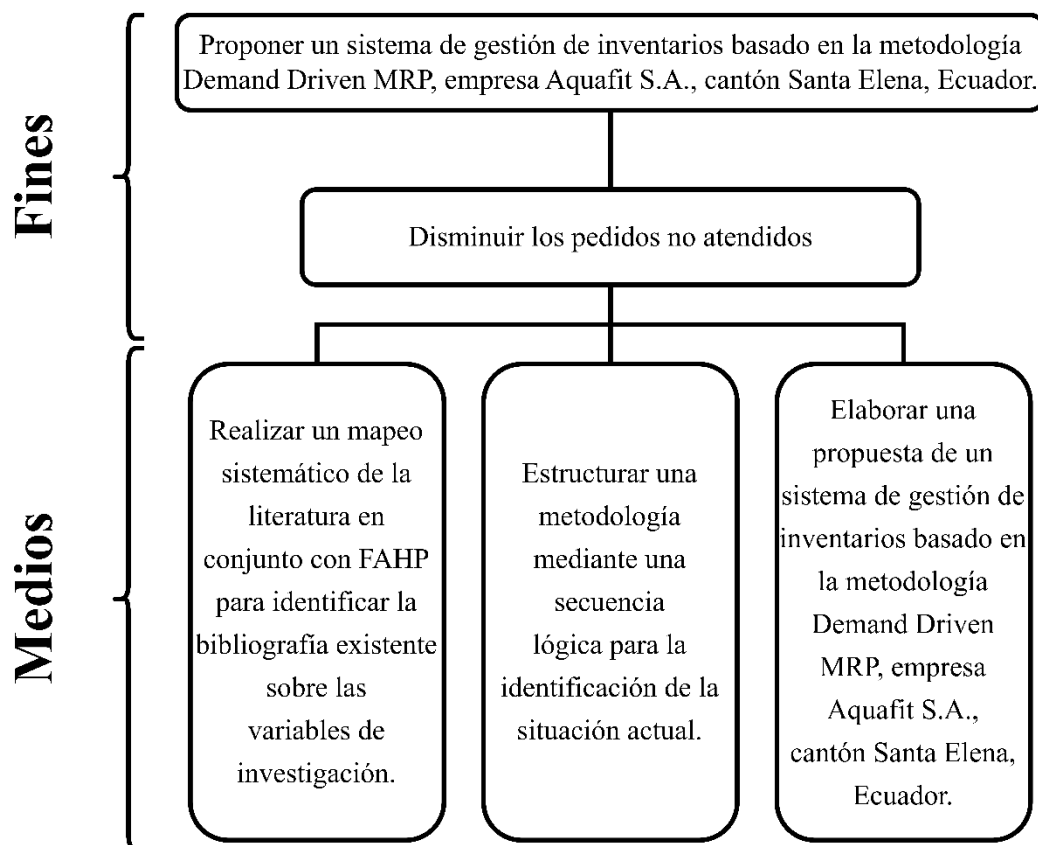 Fines
Proponer un sistema de gestión de inventarios basado en la metodología
Demand Driven MRP, empresa Aquafit S.A., cantón Santa Elena, Ecuador.
Disminuir los pedidos no atendidos
Medios
Realizar un mapeo
sistemático de la
literatura en
conjunto con FAHP
para identificar la
bibliografía existente
sobre las
variables de
investigación.
Estructurar una
metodología
mediante una
secuencia
lógica para la
identificación de la
situación actual.
Elaborar una
propuesta de un
sistema de gestión de
inventarios basado en
la metodología
Demand Driven
MRP, empresa
Aquafit S.A.,
cantón Santa Elena,
Ecuador.